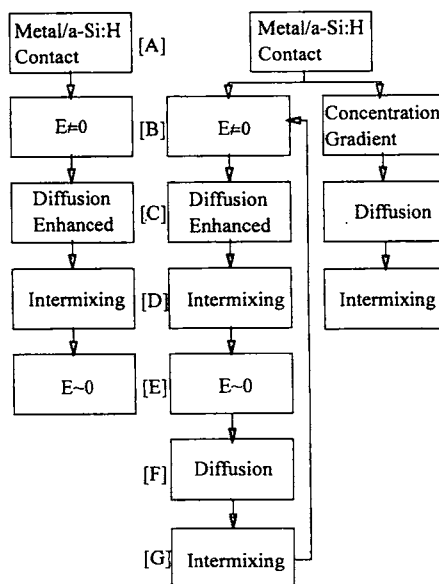 Metal/a-Si:H
Contact
[A]
Metal/a-Si:H
Contact
E≠0
[B]
E≠0
Concentration
Gradient
Diffusion
Enhanced
[C]
Diffusion
Enhanced
Diffusion
Intermixing
[D]
Intermixing
Intermixing
E~0
[E]
E~0
[F]
Diffusion
[G]
Intermixing